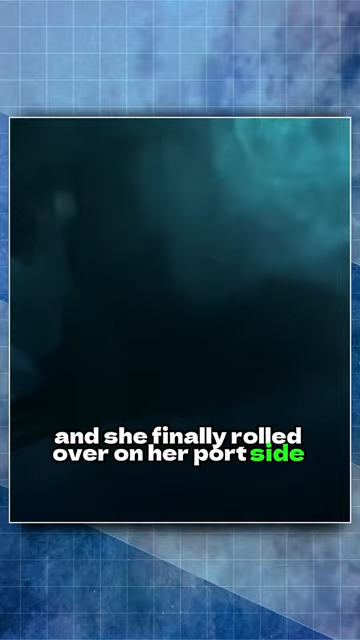 and she finally rolled
over on her port side